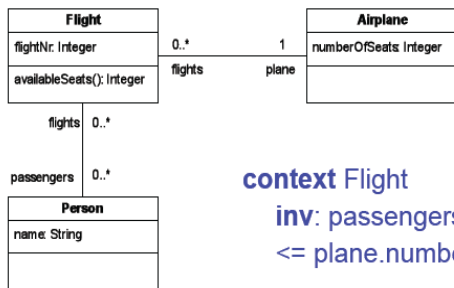 Flight
flightNr: Integer
availableSeats(): Integer
0..*
flights
1
plane
Airplane
numberOfSeats: Integer
flights
0..*
passengers
0..*
Person
name: String
context Flight
inv: passengers
<= plane.numbe